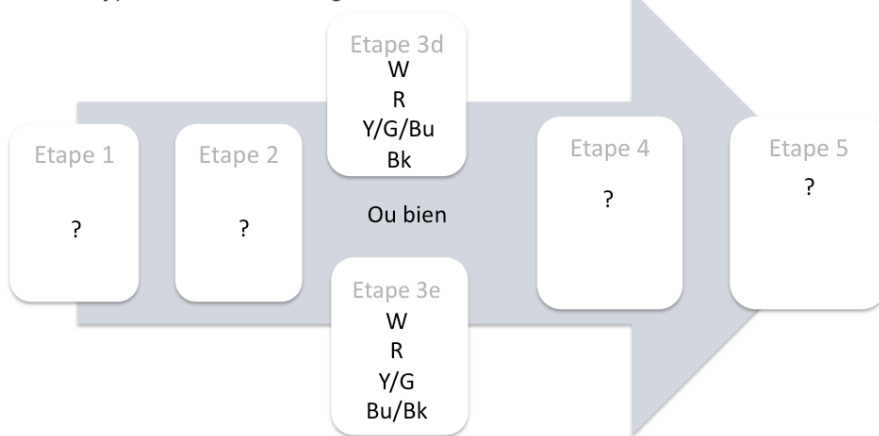 Etape 1
?
Etape 2
?
Etape 3d
W
R
Y/G/Bu
Bk
Ou bien
Etape 3e
W
R
Y/G
Bu/Bk
Etape 4
?
Etape 5
?